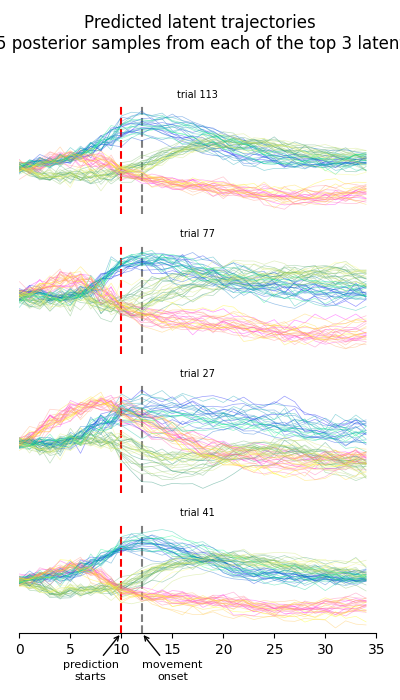 Predicted latent trajectories
5 posterior samples from each of the top 3
trial 113
trial 77
trial 27
trial 41
0 5 10 15 20 25 30 35
prediction movement
starts onset